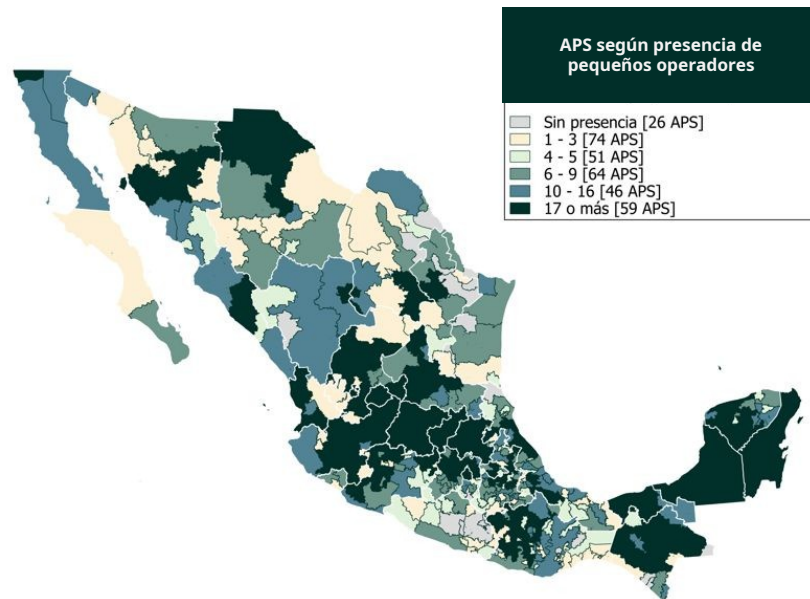 APS según presencia de
pequeños operadores
Sin presencia [26 APS]
1 - 3 [74 APS]
4 - 5 [51 APS]
6 - 9 [64 APS]
10 - 16 [46 APS]
17 o más [59 APS]